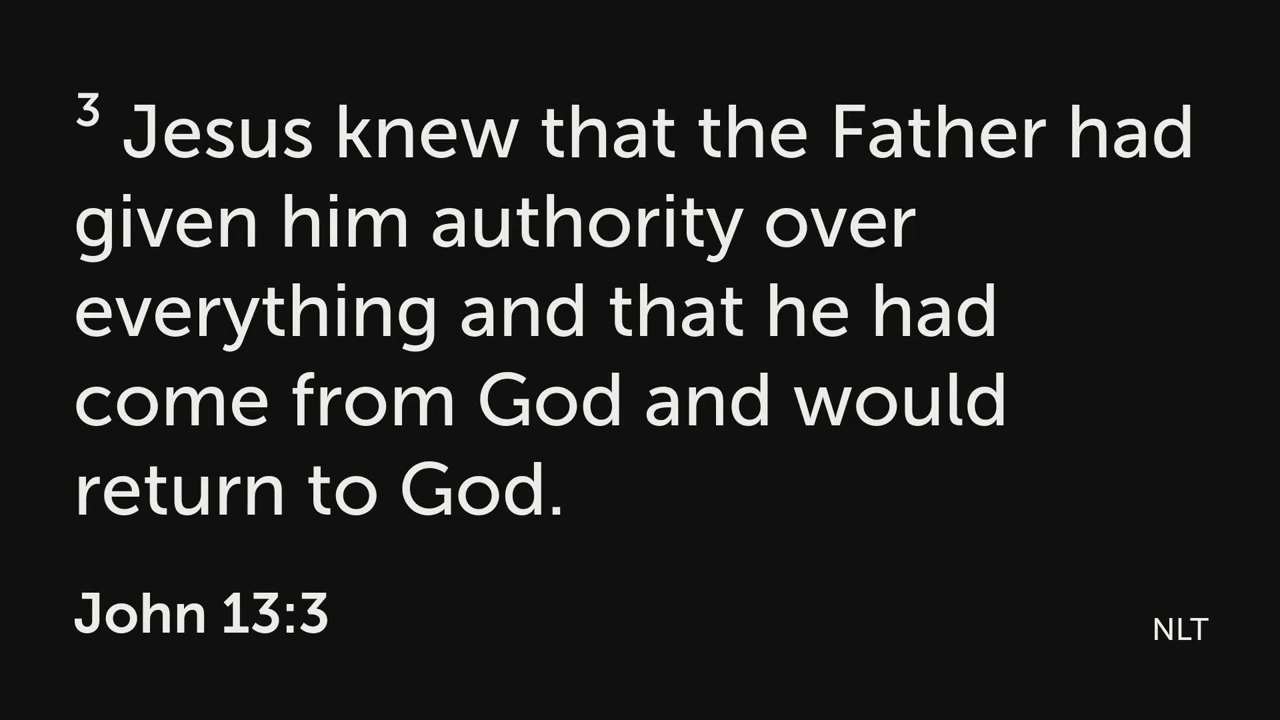 3 Jesus knew that the Father had
given him authority over
everything and that he had
come from God and would
return to God.
John 13:3
NLT